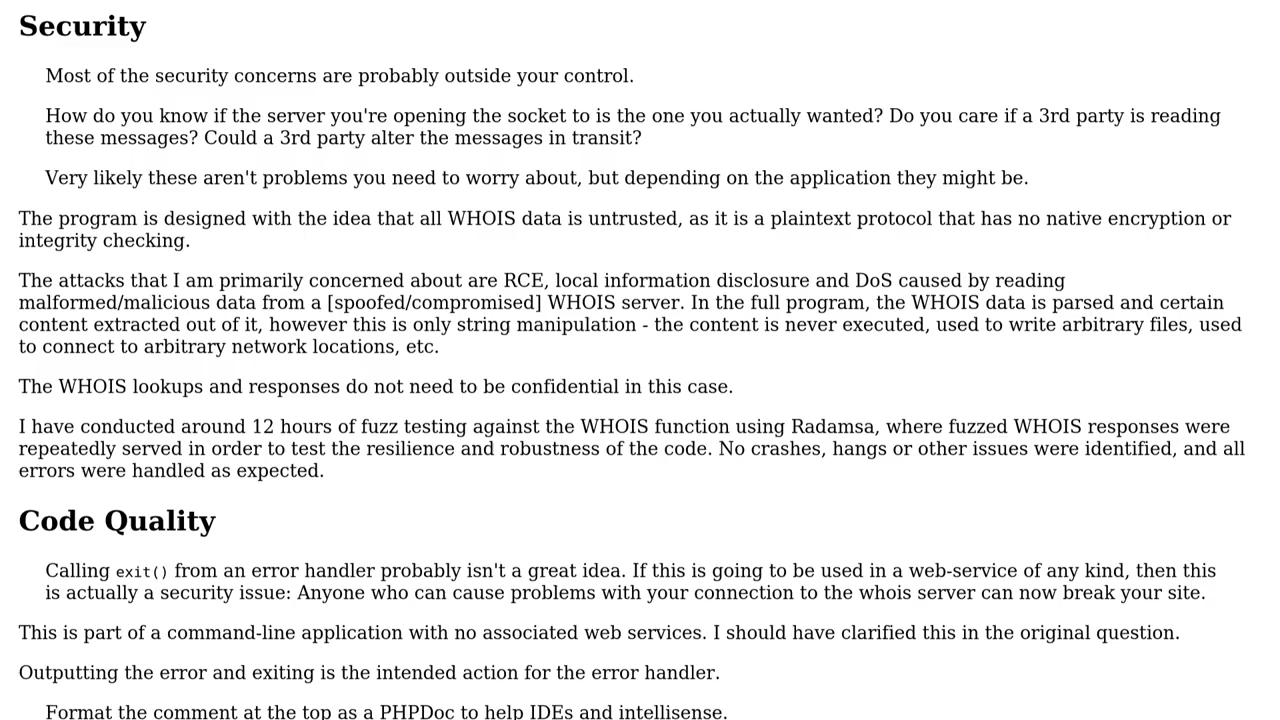 Security
Most of the security concerns are probably outside your control.
How do you know if the server you're opening the socket to is the one you actually wanted? Do you care if a 3rd party is reading
these messages? Could a 3rd party alter the messages in transit?
Very likely these aren't problems you need to worry about, but depending on the application they might be.
The program is designed with the idea that all WHOIS data is untrusted, as it is a plaintext protocol that has no native encryption or
integrity checking.
The attacks that I am primarily concerned about are RCE, local information disclosure and DoS caused by reading
malformed/malicious data from a [spoofed/compromised] WHOIS server. In the full program, the WHOIS data is parsed and certain
content extracted out of it, however this is only string manipulation - the content is never executed, used to write arbitrary files, used
to connect to arbitrary network locations, etc.
The WHOIS lookups and responses do not need to be confidential in this case.
I have conducted around 12 hours of fuzz testing against the WHOIS function using Radamsa, where fuzzed WHOIS responses were
repeatedly served in order to test the resilience and robustness of the code. No crashes, hangs or other issues were identified, and all
errors were handled as expected.
Code Quality
Calling exit() from an error handler probably isn't a great idea. If this is going to be used in a web-service of any kind, then this
is actually a security issue: Anyone who can cause problems with your connection to the whois server can now break your site.
This is part of a command-line application with no associated web services. I should have clarified this in the original question.
Outputting the error and exiting is the intended action for the error handler.
Format the comment at the top as a PHPDoc to help IDEs and intellisense.